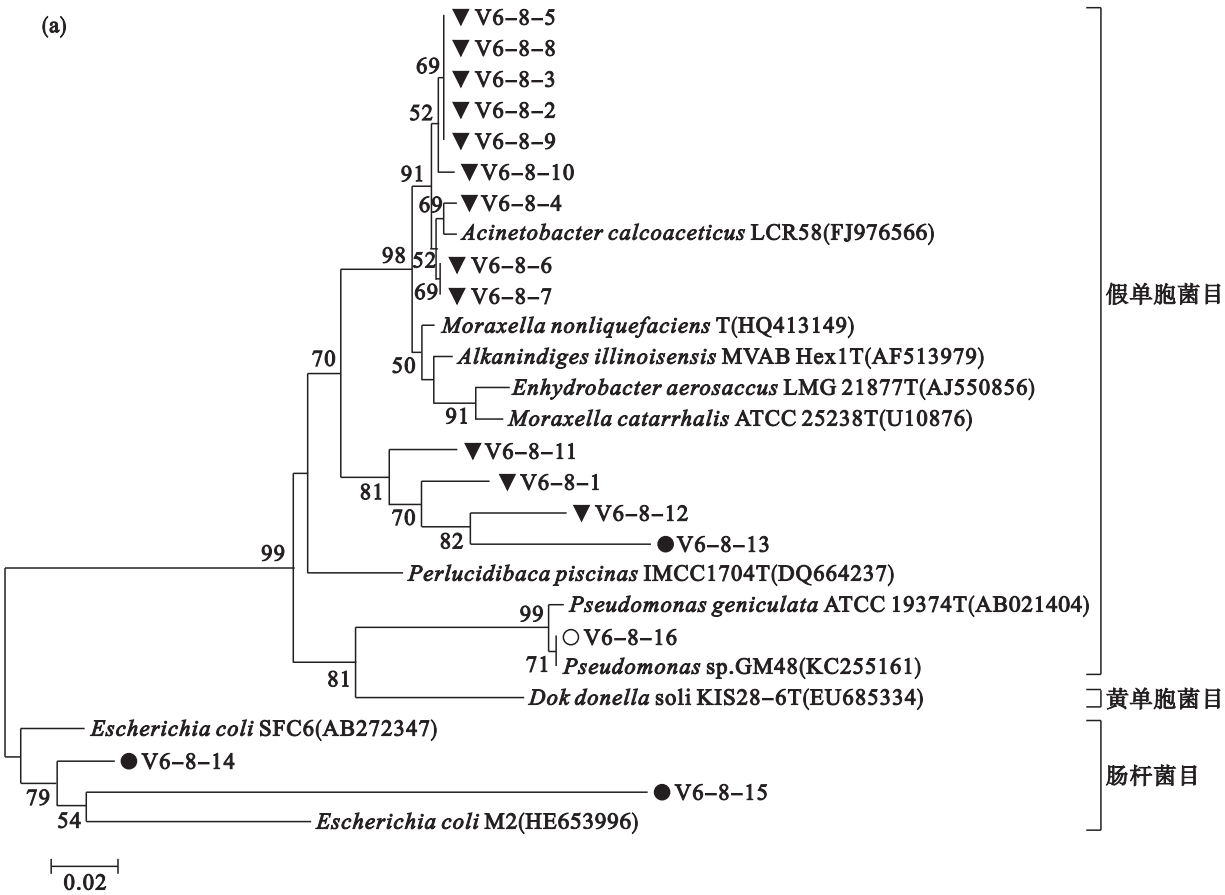 (a)
V6-8-5
V6-8-8
69
V6-8-3
52
V6-8-2
V6-8-9
91
V6-8-10
69
V6-8-4
Acinetobacter calcoaceticus LCR58(FJ976566)
98
52
V6-8-6
69
V6-8-7
假单胞菌目
Moraxella nonliquefaciens T(HQ413149)
70
50
Alkanindiges illinoisensis MVAB Hex1T(AF513979)
Enhydrobacter aerosaccus LMG 21877T(AJ550856)
91
Moraxella catarrhalis ATCC 25238T(U10876)
V6-8-11
81
V6-8-1
70
V6-8-12
82
V6-8-13
99
Perlucidibaca piscinas IMCC1704T(DQ664237)
99
Pseudomonas geniculata ATCC 19374T(AB021404)
V6-8-16
71
Pseudomonas sp.GM48(KC255161)
81
Dok donella soli KIS28-6T(EU685334)
黄单胞菌目
Escherichia coli SFC6(AB272347)
V6-8-14
肠杆菌目
79
V6-8-15
54
Escherichia coli M2(HE653996)
0.02